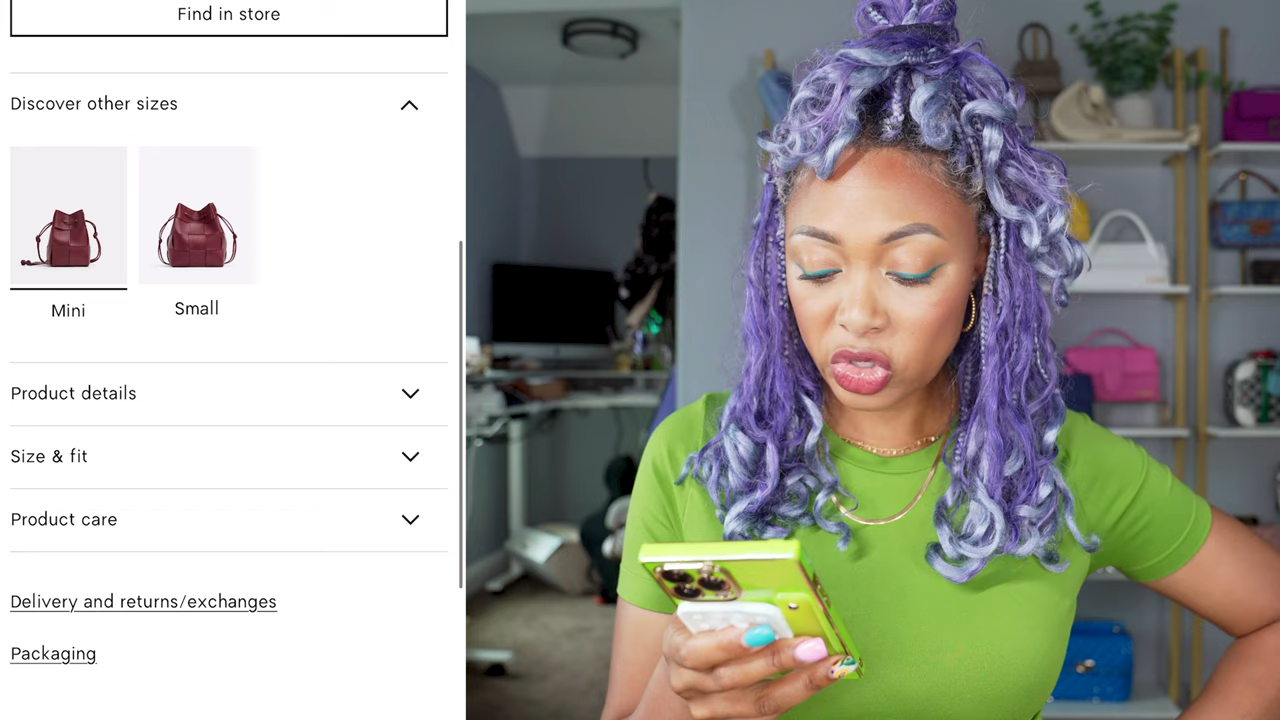 Find in store
Discover other sizes
Mini
Small
Product details
Size & fit
Product care
Delivery and returns/exchanges
Packaging